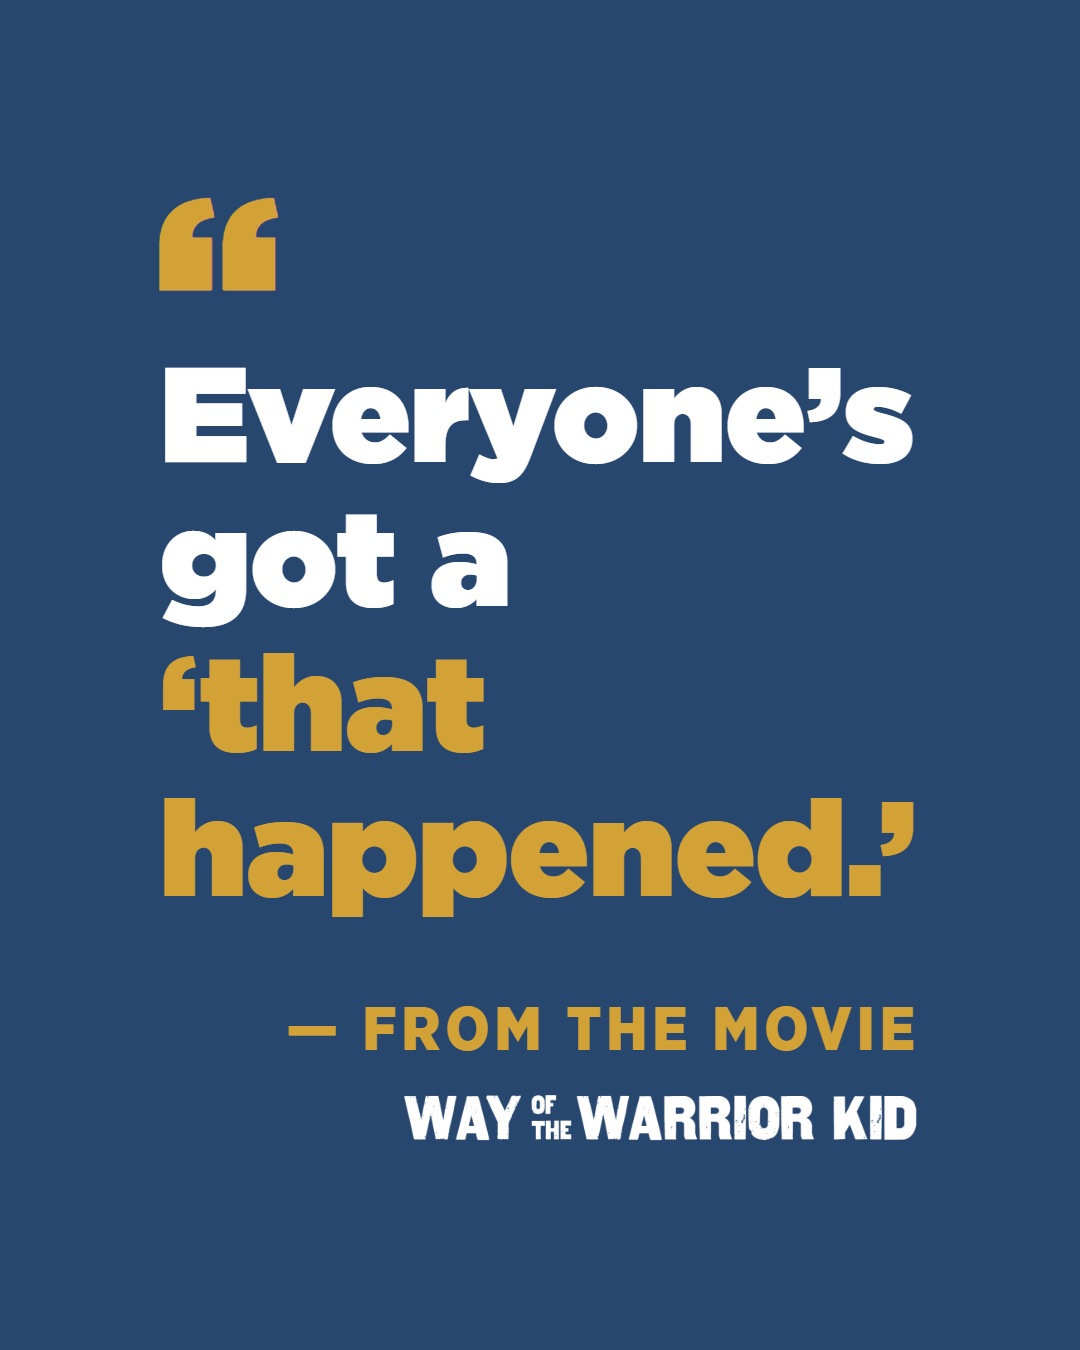 “
Everyone’s
got a
‘that
happened.’
— FROM THE MOVIE
WAY OF THE WARRIOR KID